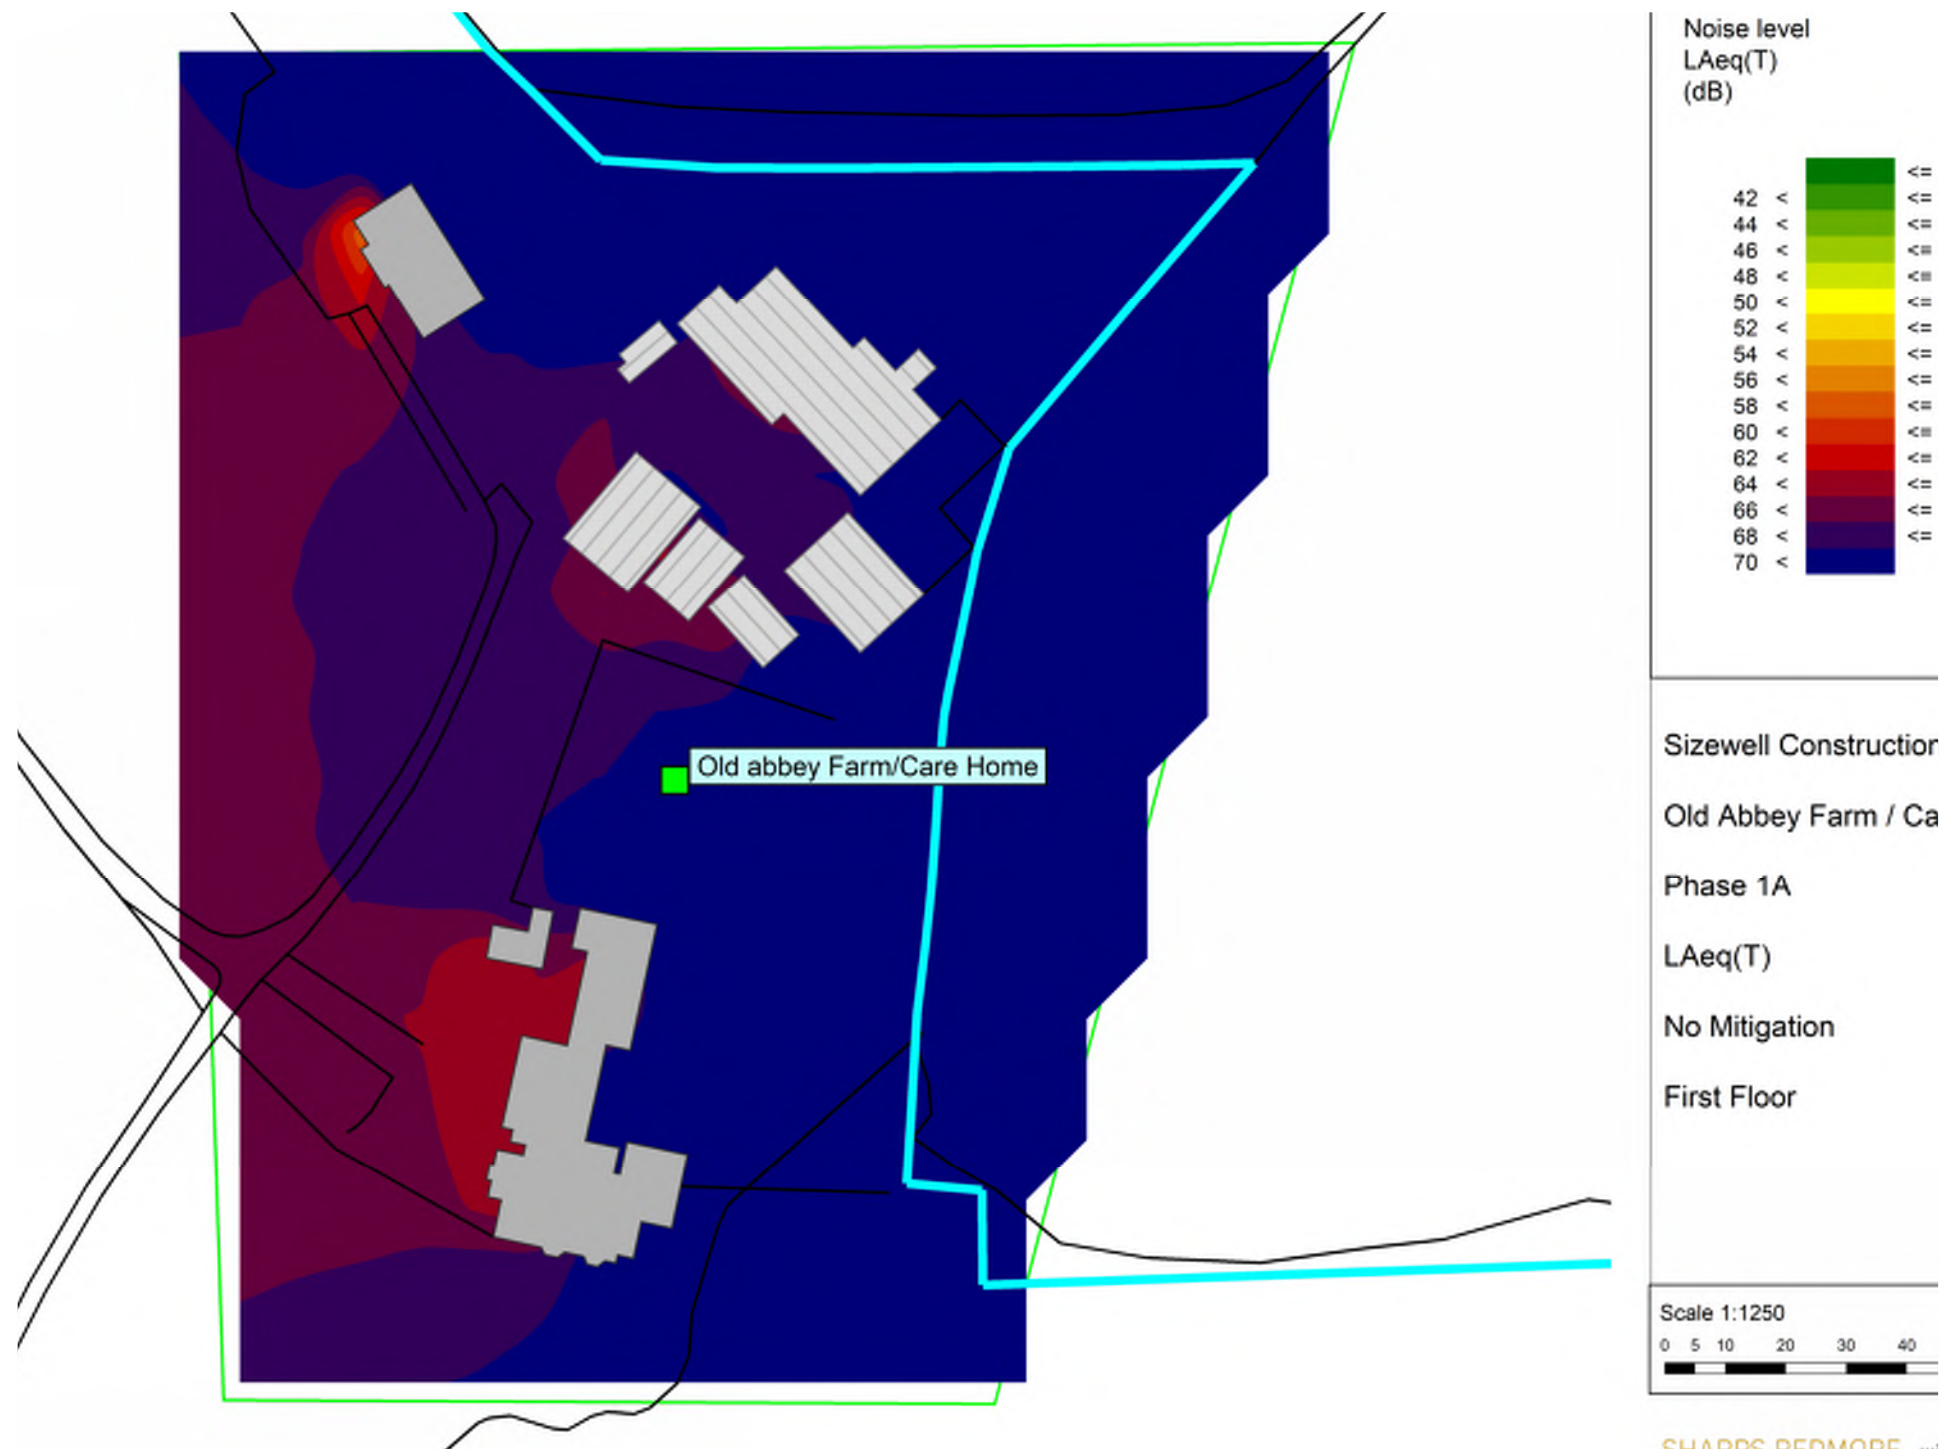 Noise level
LAeq(T)
(dB)
<=
42 < <=
44 < <=
46 < <=
48 < <=
50 < <=
52 < <=
54 < <=
56 < <=
58 < <=
60 < <=
62 < <=
64 < <=
66 < <=
68 < <=
70 <
Old abbey Farm/Care Home
Sizewell Construction
Old Abbey Farm / Ca
Phase 1A
LAeq(T)
No Mitigation
First Floor
Scale 1:1250
0 5 10 20 30 40
SHARPS REDMORE